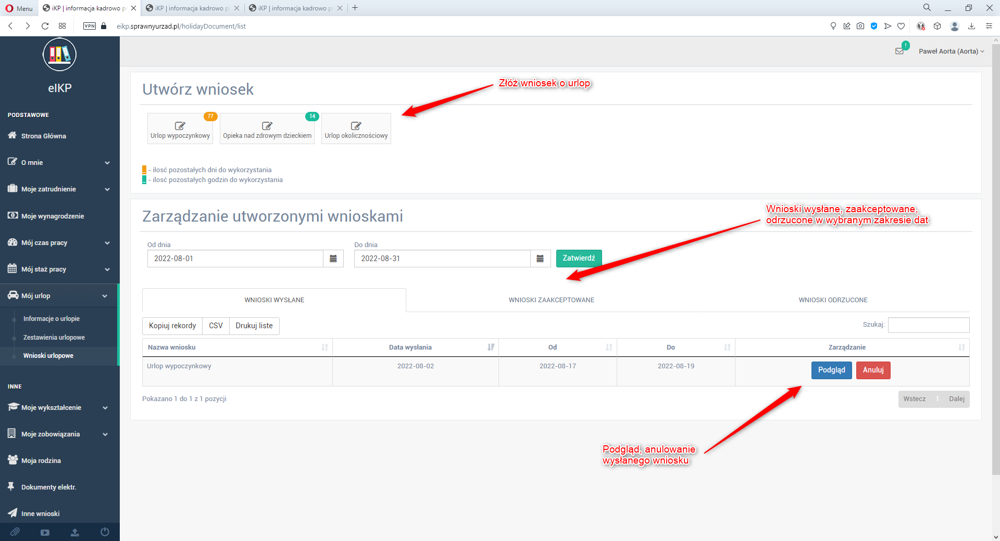 Menu
iKP | informacja kadrowo p
iKP | informacja kadrowo p
iKP | informacja kadrowo p
VPN
eikp.sprawnyurzad.pl/holidayDocument/list
eIKP
PODSTAWOWE
Strona Główna
O mnie
Moje zatrudnienie
Moje wynagrodzenie
Mój czas pracy
Mój staż pracy
Mój urlop
Informacje o urlopie
Zestawienia urlopowe
Wnioski urlopowe
INNE
Moje wykształcenie
Moje zobowiązania
Moja rodzina
Dokumenty elektr.
Inne wnioski
!
Paweł Aorta (Aorta)
Utwórz wniosek
Złóż wniosek o urlop
77
Urlop wypoczynkowy
14
Opieka nad zdrowym dzieckiem
Urlop okolicznościowy
_ - ilosć pozostałych dni do wykorzystania
_ - ilosć pozostałych godzin do wykorzystania
Zarządzanie utworzonymi wnioskami
Wnioski wysłane, zaakceptowane,
odrzucone w wybranym zakresie dat
Od dnia
Do dnia
2022-08-01
2022-08-31
Zatwierdź
WNIOSKI WYSŁANE
WNIOSKI ZAAKCEPTOWANE
WNIOSKI ODRZUCONE
Kopiuj rekordy
CSV
Drukuj liste
Szukaj:
Nazwa wniosku
Data wysłania
Od
Do
Zarządzanie
Urlop wypoczynkowy
2022-08-02
2022-08-17
2022-08-19
Podgląd
Anuluj
Pokazano 1 do 1 z 1 pozycji
Wstecz
1
Dalej
Podgląd, anulowanie
wysłanego wniosku